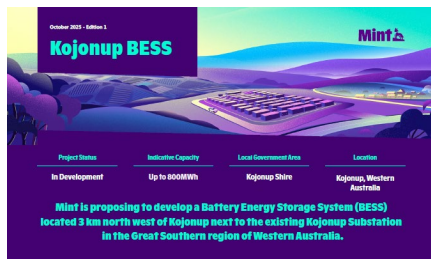 October 2025 - Edition 1
Kojonup BESS
Mint
Project Status
Indicative Capacity
Local Government Area
Location
In Development
Up to 800MWh
Kojonup Shire
Kojonup, Western
Australia
Mint is proposing to develop a Battery Energy Storage System (BESS)
located 3 km north west of Kojonup next to the existing Kojonup Substation
in the Great Southern region of Western Australia.